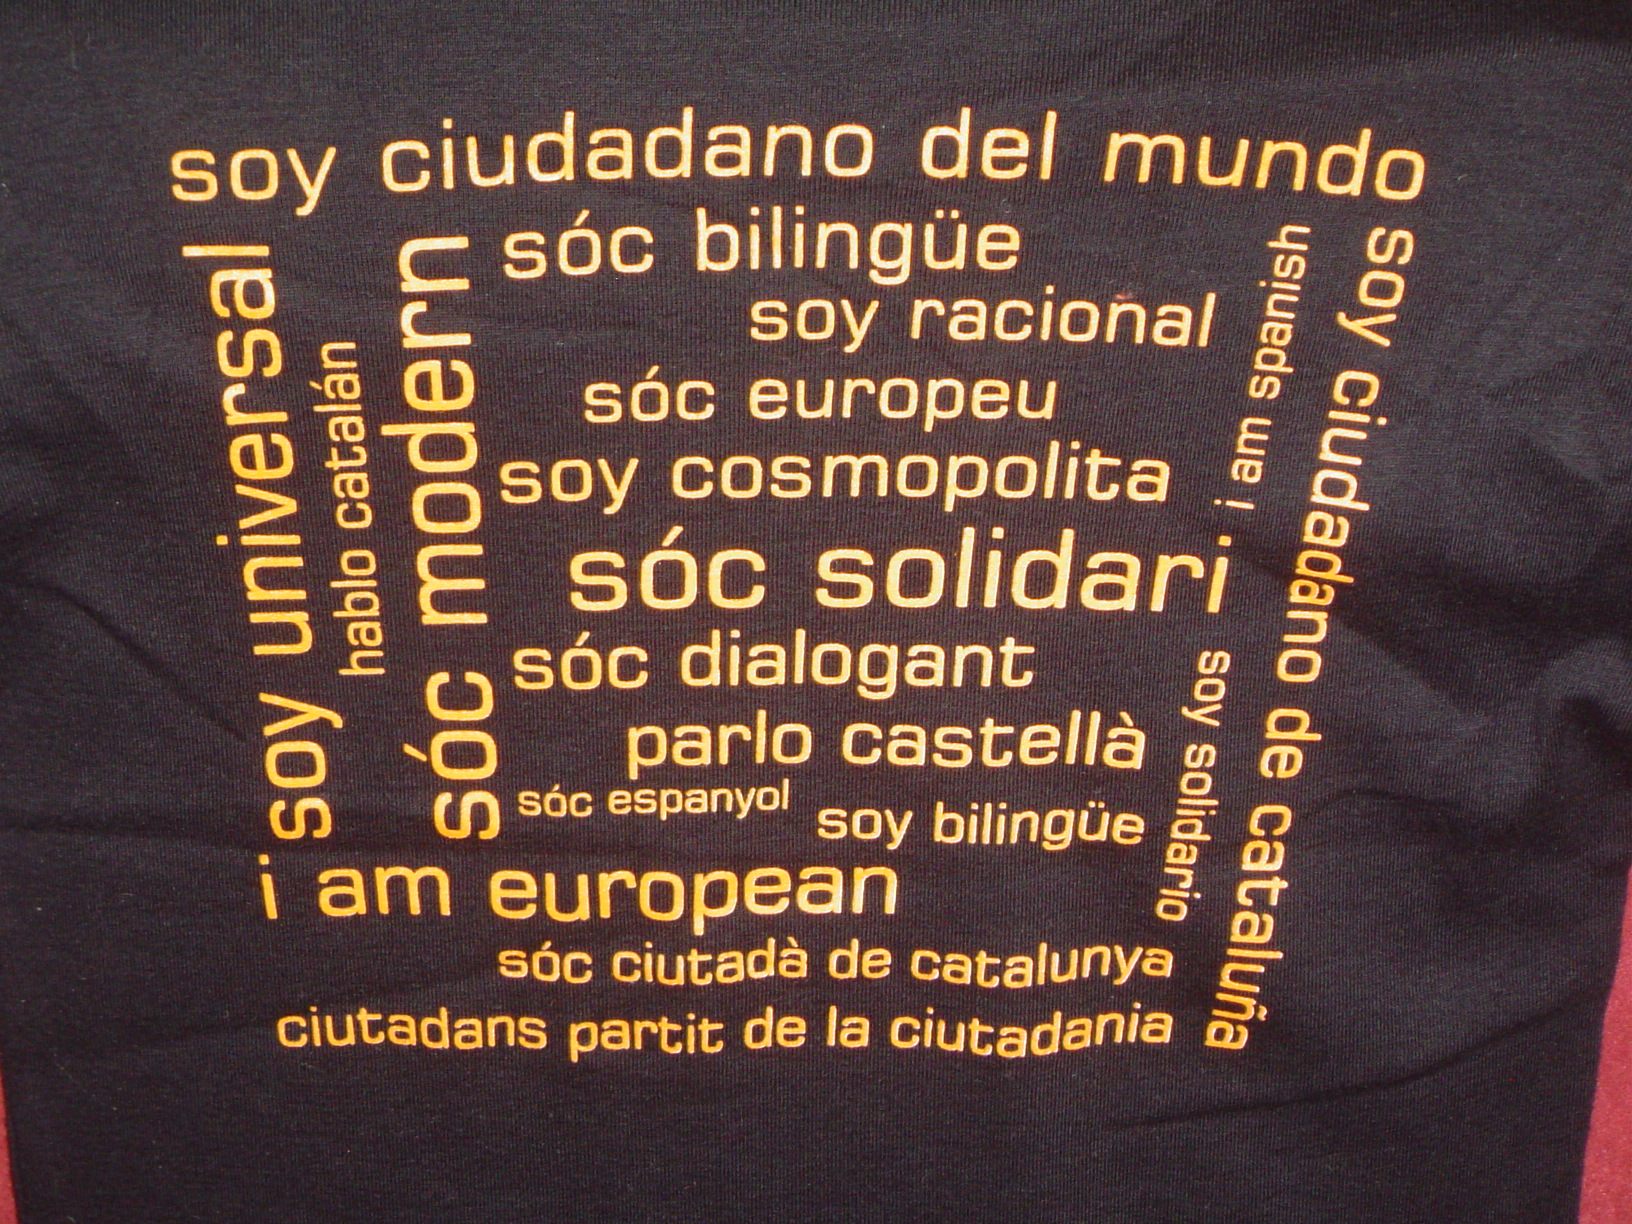 soy ciudadano del mundo
soy universal
hablo catalán
sóc modern
sóc bilingüe
soy racional
sóc europeu
soy cosmopolita
sóc solidari
sóc dialogant
parlo castellà
sóc espanyol
soy bilingüe
i am spanish
soy solidario
soy ciudadano de cataluña
i am european
sóc ciutadà de catalunya
ciutadans partit de la ciutadania